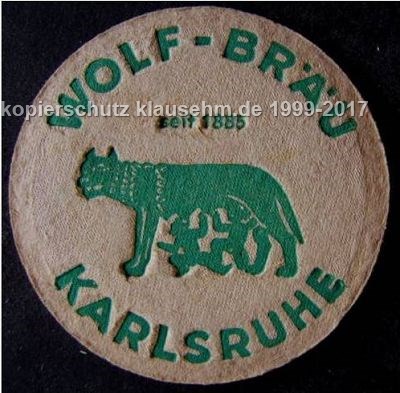 WOLF-BRÄU
kopierschutz klausehm.de 1999-2017
seit 1885
KARLSRUHE